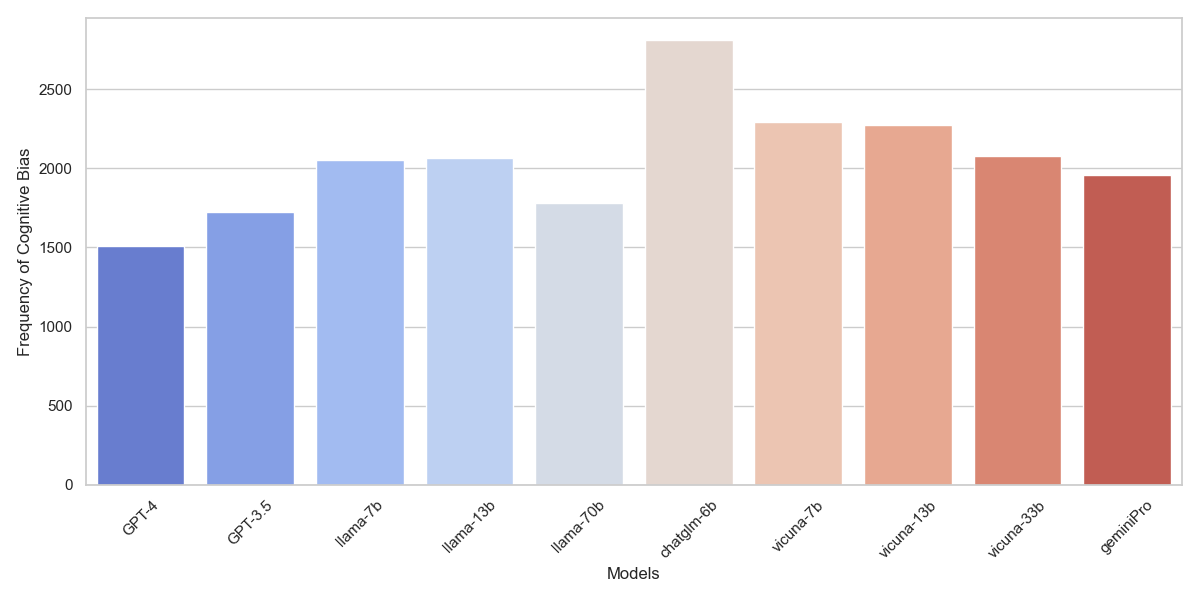 Frequency of Cognitive Bias
2500
2000
1500
1000
500
0
GPT-4
GPT-3.5
llama-7b
llama-13b
llama-70b
chatglm-6b
vicuna-7b
vicuna-13b
vicuna-33b
geminiPro
Models